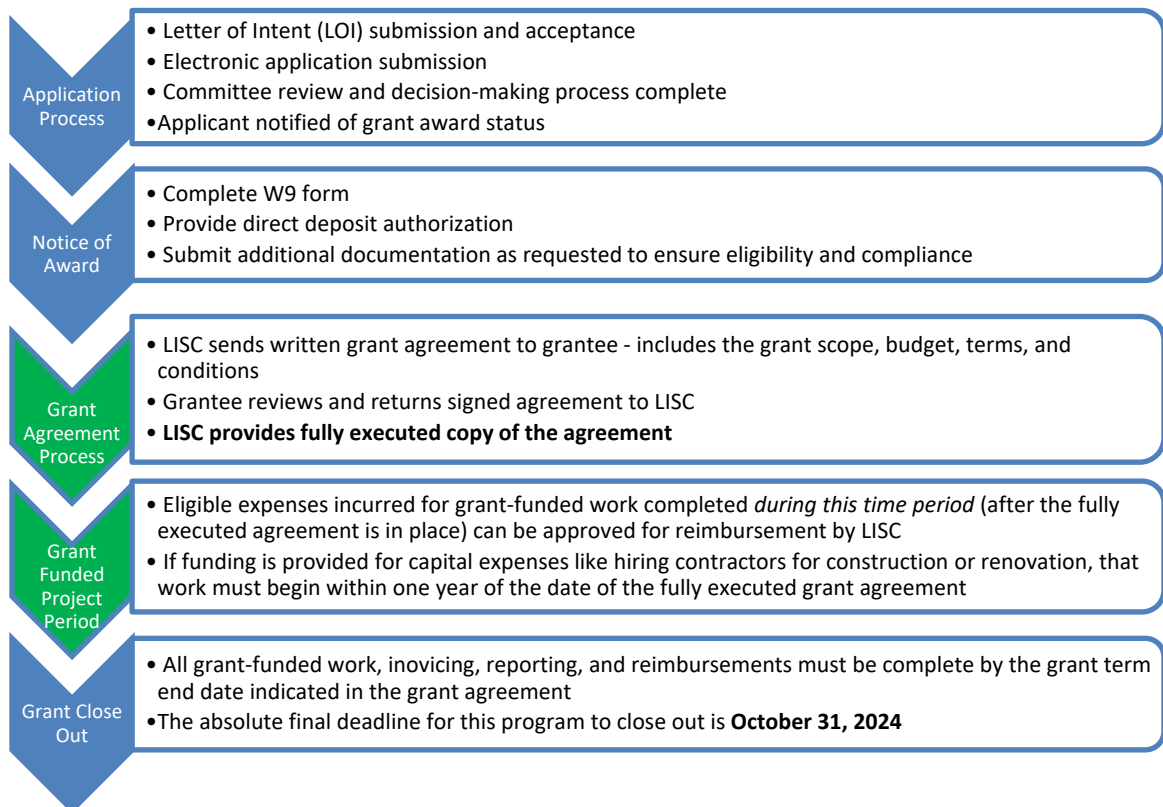 Application
Process
• Letter of Intent (LOI) submission and acceptance
• Electronic application submission
• Committee review and decision-making process complete
•Applicant notified of grant award status
Notice of
Award
• Complete W9 form
• Provide direct deposit authorization
• Submit additional documentation as requested to ensure eligibility and compliance
Grant
Agreement
Process
• LISC sends written grant agreement to grantee - includes the grant scope, budget, terms, and
conditions
• Grantee reviews and returns signed agreement to LISC
• LISC provides fully executed copy of the agreement
Grant
Funded
Project
Period
• Eligible expenses incurred for grant-funded work completed during this time period (after the fully
executed agreement is in place) can be approved for reimbursement by LISC
• If funding is provided for capital expenses like hiring contractors for construction or renovation, that
work must begin within one year of the date of the fully executed grant agreement
Grant Close
Out
• All grant-funded work, inovicing, reporting, and reimbursements must be complete by the grant term
end date indicated in the grant agreement
•The absolute final deadline for this program to close out is October 31, 2024